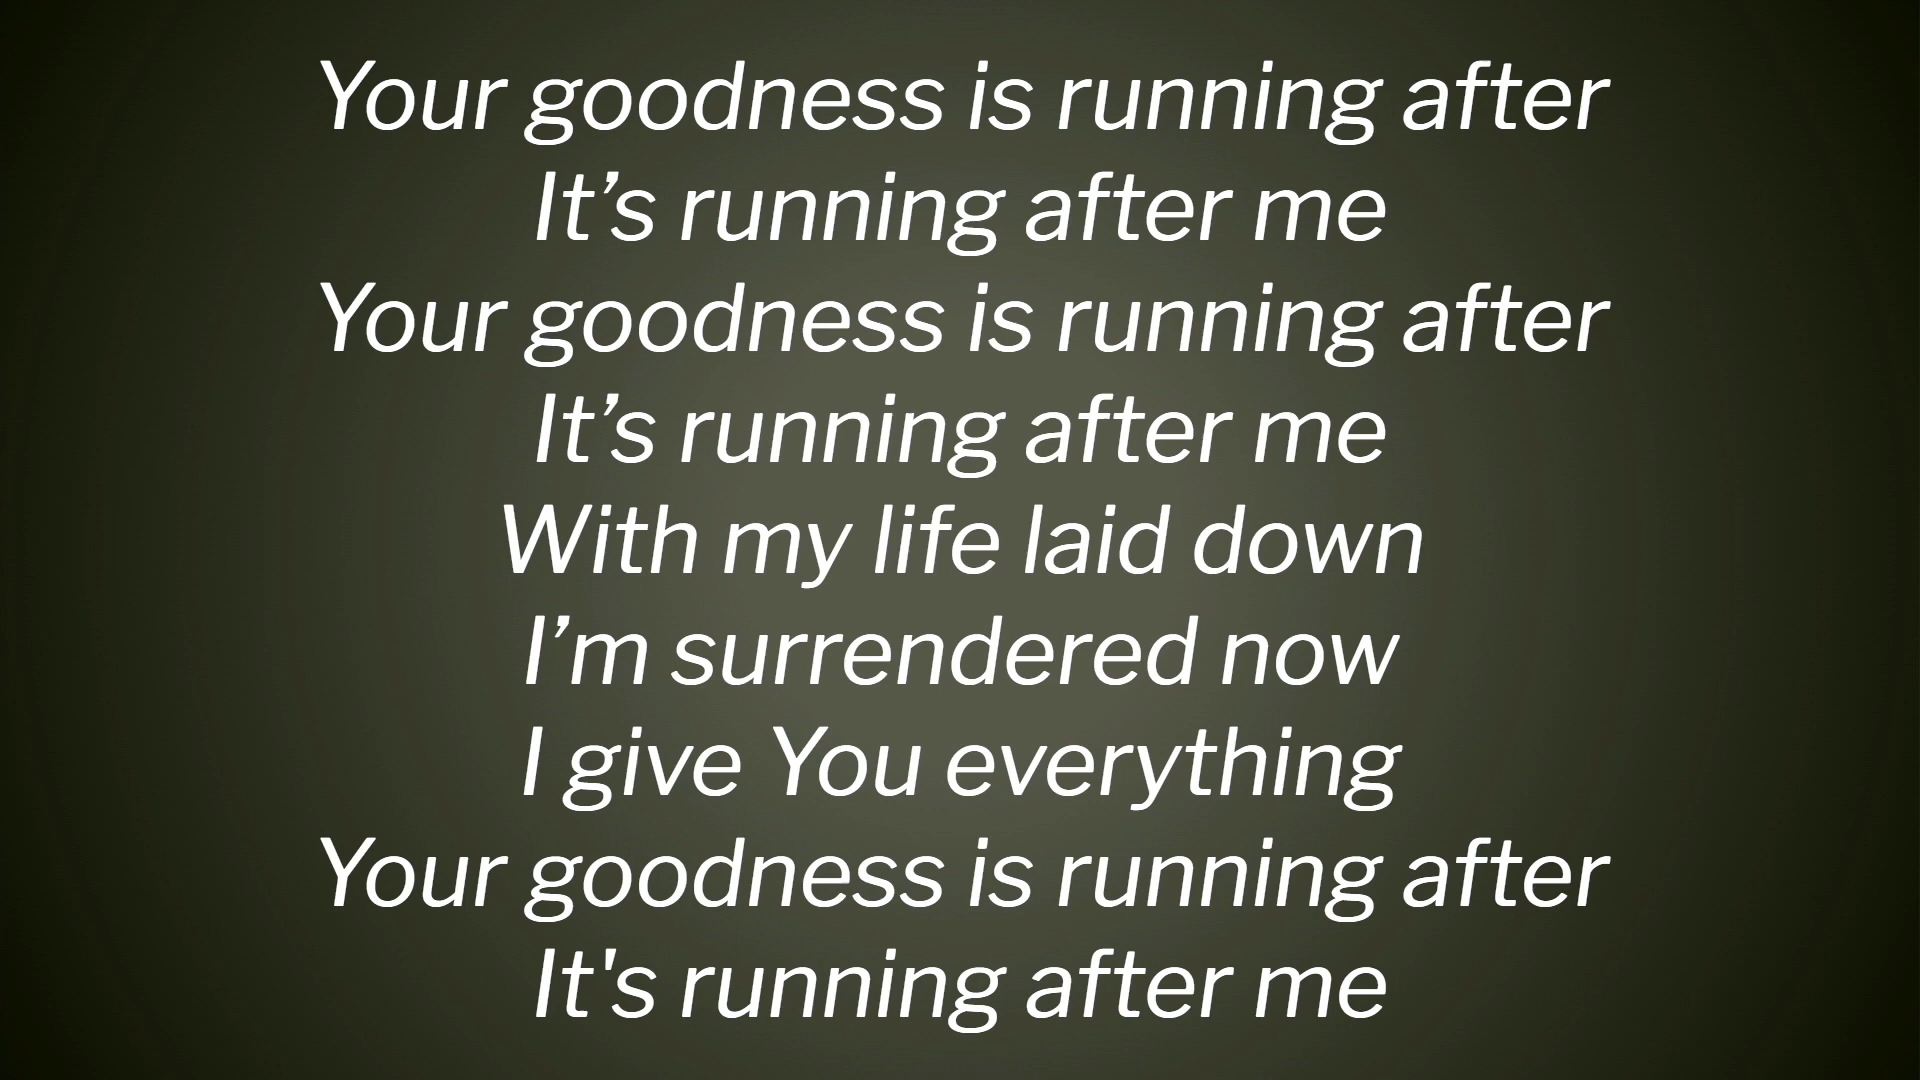 Your goodness is running after
It’s running after me
Your goodness is running after
It’s running after me
With my life laid down
I’m surrendered now
I give You everything
Your goodness is running after
It's running after me